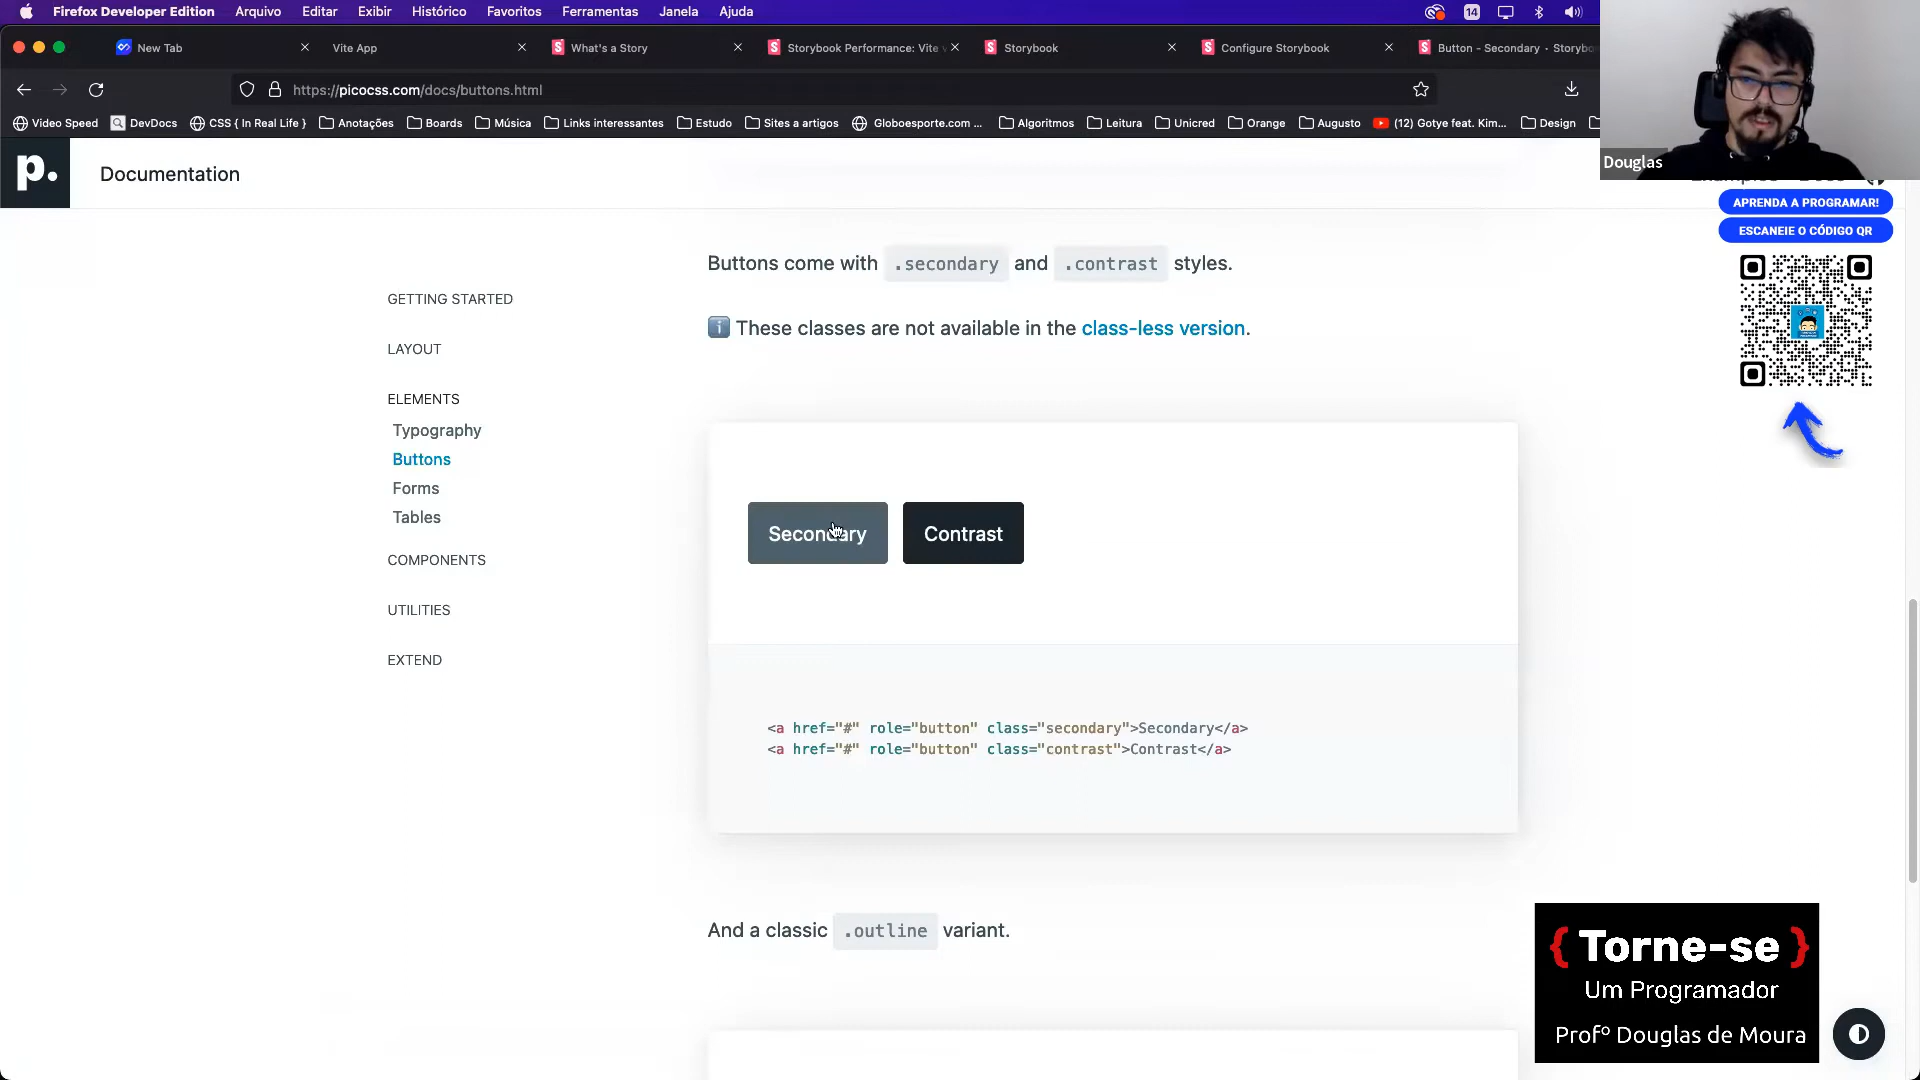 Firefox Developer Edition Arquivo Editar Exibir Histórico Favoritos Ferramentas Janela Ajuda
14
New Tab
Vite App
What's a Story
Storybook Performance: Vite
Storybook
Configure Storybook
Button - Secondary
https://picocss.com/docs/buttons.html
Video Speed
DevDocs
CSS { In Real Life }
Anotações
Boards
Música
Links interessantes
Estudo
Sites a artigos
Globoesporte.com ...
Algoritmos
Leitura
Unicred
Orange
Augusto
(12) Gotye feat. Kim...
Design
Douglas
p.
Documentation
APRENDA A PROGRAMAR!
ESCANEIE O CÓDIGO QR
GETTING STARTED
LAYOUT
ELEMENTS
Typography
Buttons
Forms
Tables
COMPONENTS
UTILITIES
EXTEND
Buttons come with .secondary and .contrast styles.
These classes are not available in the class-less version.
Secondary
Contrast
<a href="#" role="button" class="secondary">Secondary</a>
<a href="#" role="button" class="contrast">Contrast</a>
And a classic .outline variant.
{ Torne-se }
Um Programador
Profº Douglas de Moura